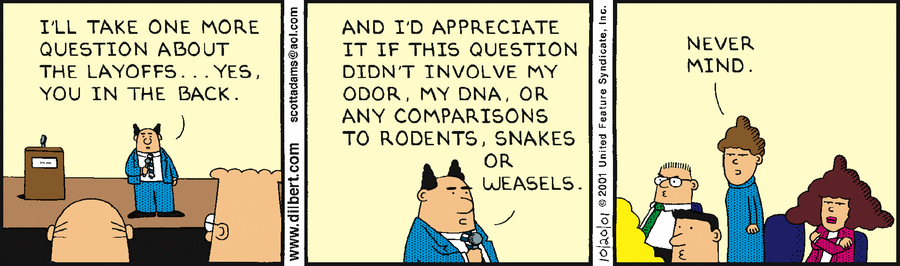 I'LL TAKE ONE MORE
QUESTION ABOUT
THE LAYOFFS...YES,
YOU IN THE BACK.
www.dilbert.com scottadams@aol.com
AND I'D APPRECIATE
IT IF THIS QUESTION
DIDN'T INVOLVE MY
ODOR, MY DNA, OR
ANY COMPARISONS
TO RODENTS, SNAKES
OR
WEASELS.
10/20/01 © 2001 United Feature Syndicate, Inc.
NEVER
MIND.